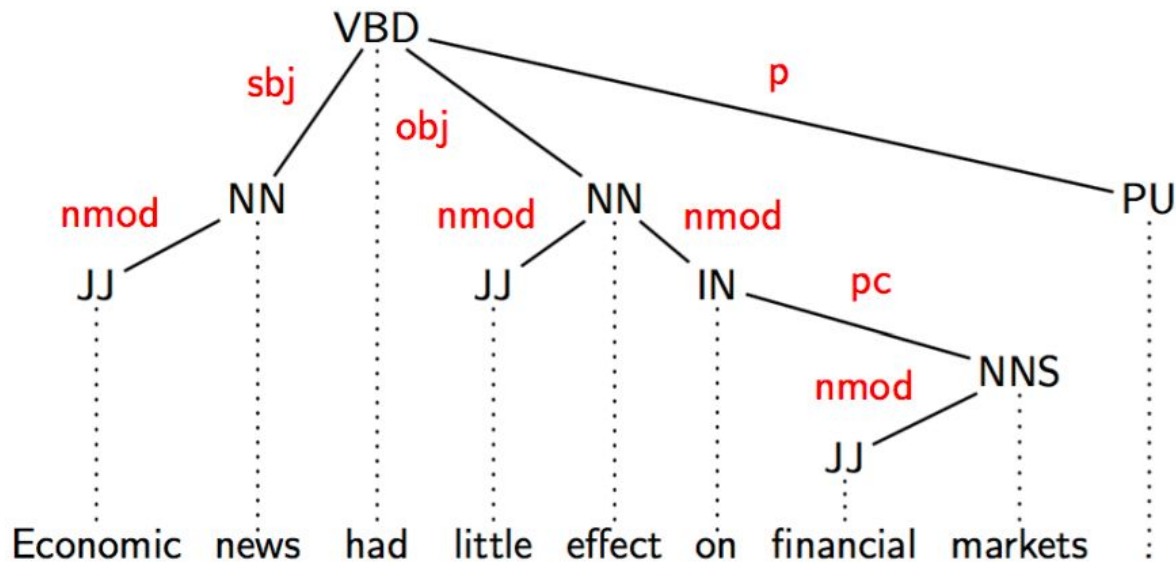 VBD
sbj
p
obj
NN
NN
PU
nmod
nmod
nmod
JJ
JJ
IN
pc
NNS
nmod
JJ
Economic news had little effect on financial markets .